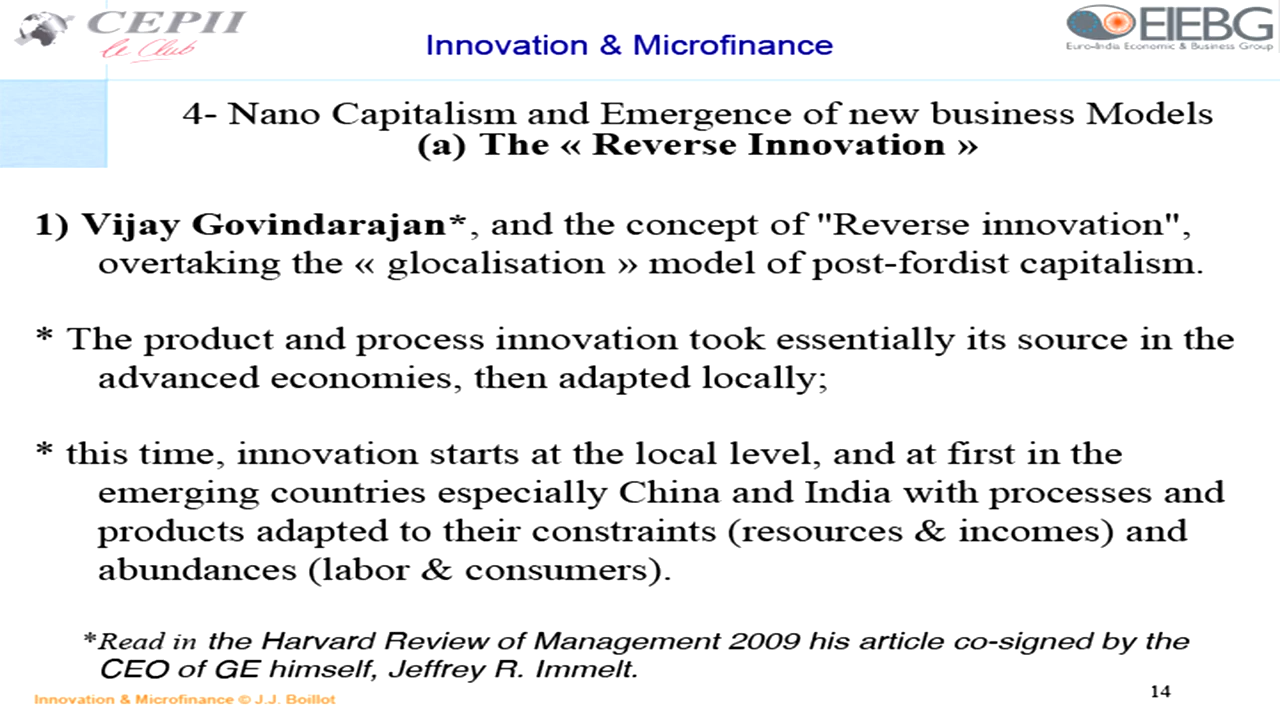 CEPII
le Club
Innovation & Microfinance
EIEBG
Euro-India Economic & Business Group
4- Nano Capitalism and Emergence of new business Models
(a) The « Reverse Innovation »
1) Vijay Govindarajan*, and the concept of "Reverse innovation",
overtaking the « glocalisation » model of post-fordist capitalism.
* The product and process innovation took essentially its source in the
advanced economies, then adapted locally;
* this time, innovation starts at the local level, and at first in the
emerging countries especially China and India with processes and
products adapted to their constraints (resources & incomes) and
abundances (labor & consumers).
*Read in the Harvard Review of Management 2009 his article co-signed by the
CEO of GE himself, Jeffrey R. Immelt.
Innovation & Microfinance © J.J. Boillot
14